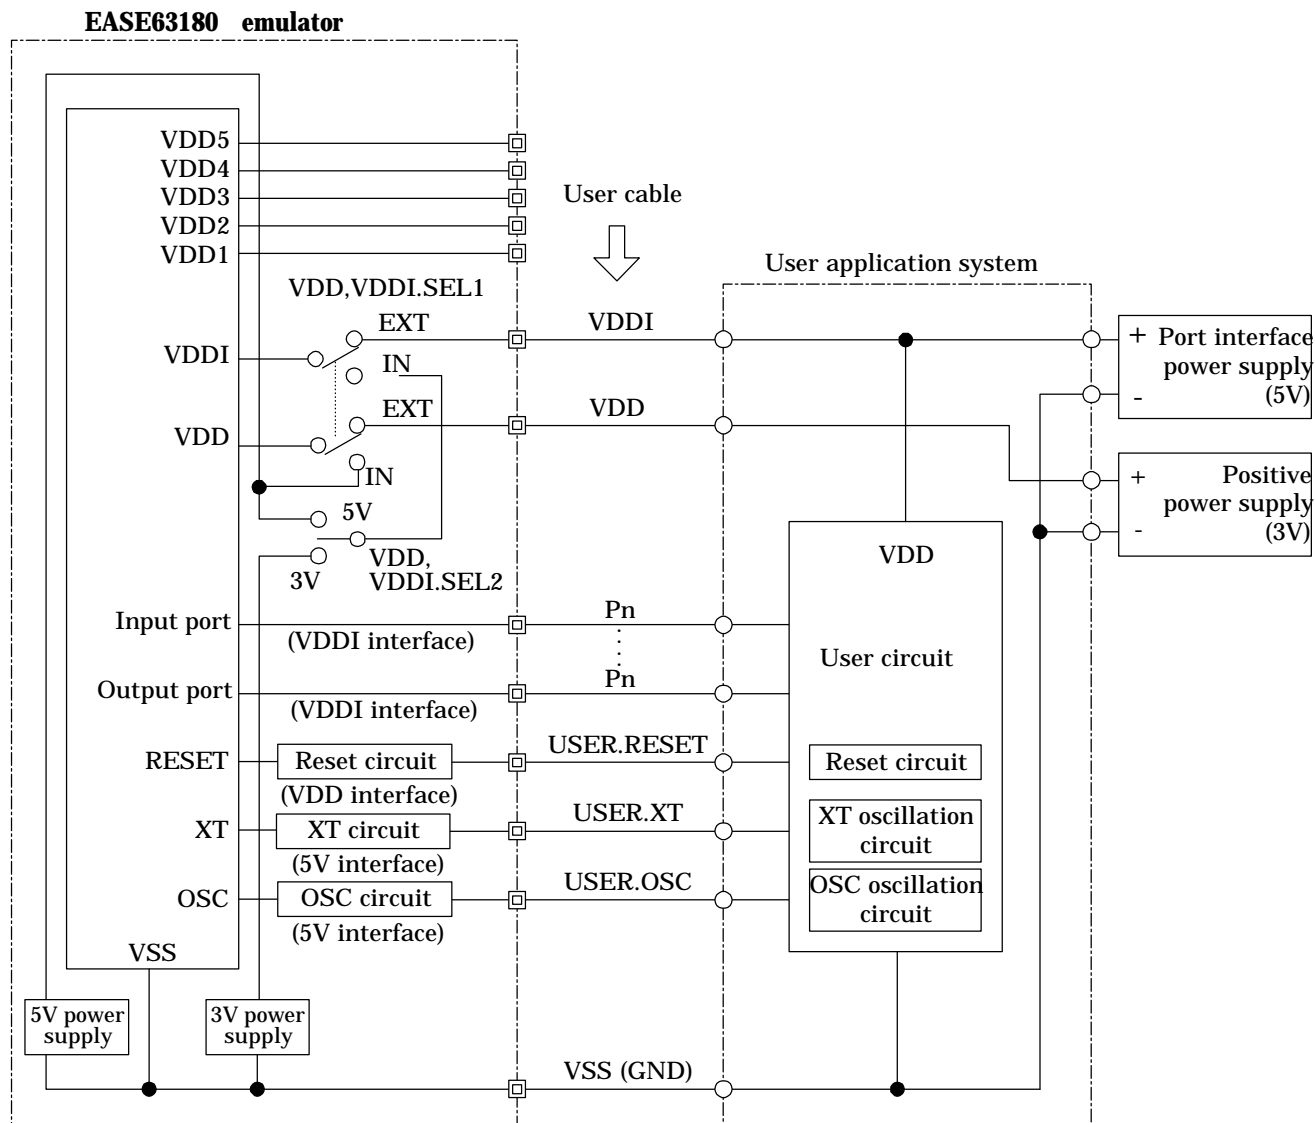 EASE63180 emulator
VDD5
VDD4
VDD3
VDD2
VDD1
User cable
User application system
VDD,VDDI.SEL1
EXT
VDDI
IN
VDDI
EXT
VDD
IN
VDD
5V
3V
VDD,
VDDI.SEL2
+ Port interface
power supply
- (5V)
+ Positive
power supply
- (3V)
VDD
User circuit
Input port
(VDDI interface)
Pn
Output port
(VDDI interface)
Pn
RESET
Reset circuit
(VDD interface)
USER.RESET
Reset circuit
XT
XT circuit
(5V interface)
USER.XT
XT oscillation
circuit
OSC
OSC circuit
(5V interface)
USER.OSC
OSC oscillation
circuit
VSS
5V power
supply
3V power
supply
VSS (GND)